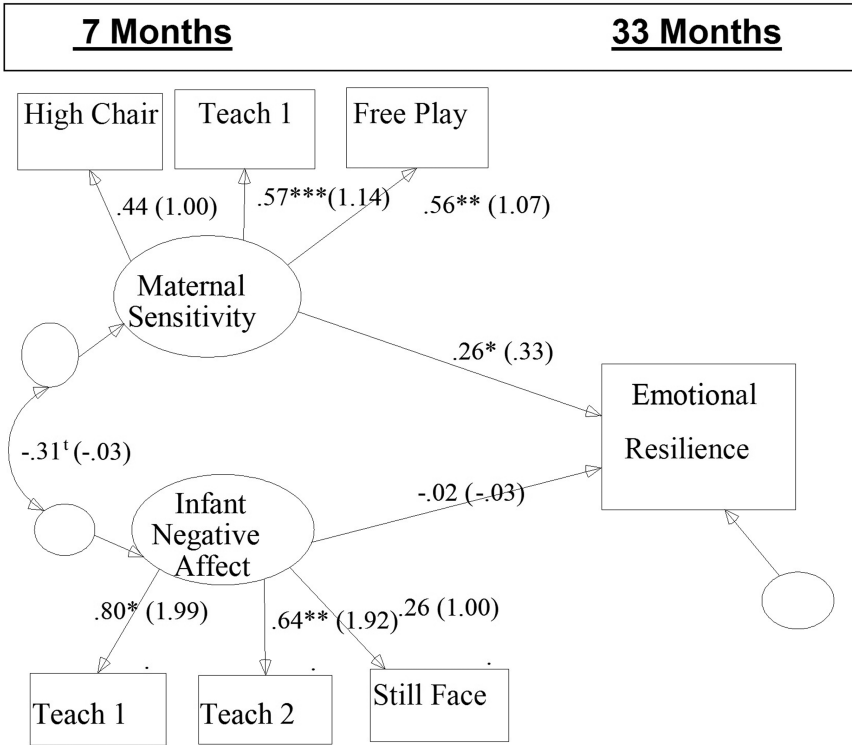 7 Months 33 Months
High Chair Teach 1 Free Play
.44 (1.00) .57***(1.14) .56** (1.07)
Maternal
Sensitivity
.26* (.33)
Emotional
Resilience
-.31ᵗ (-.03)
-.02 (-.03)
Infant
Negative
Affect
.80* (1.99) .64** (1.92) .26 (1.00)
Teach 1 Teach 2 Still Face